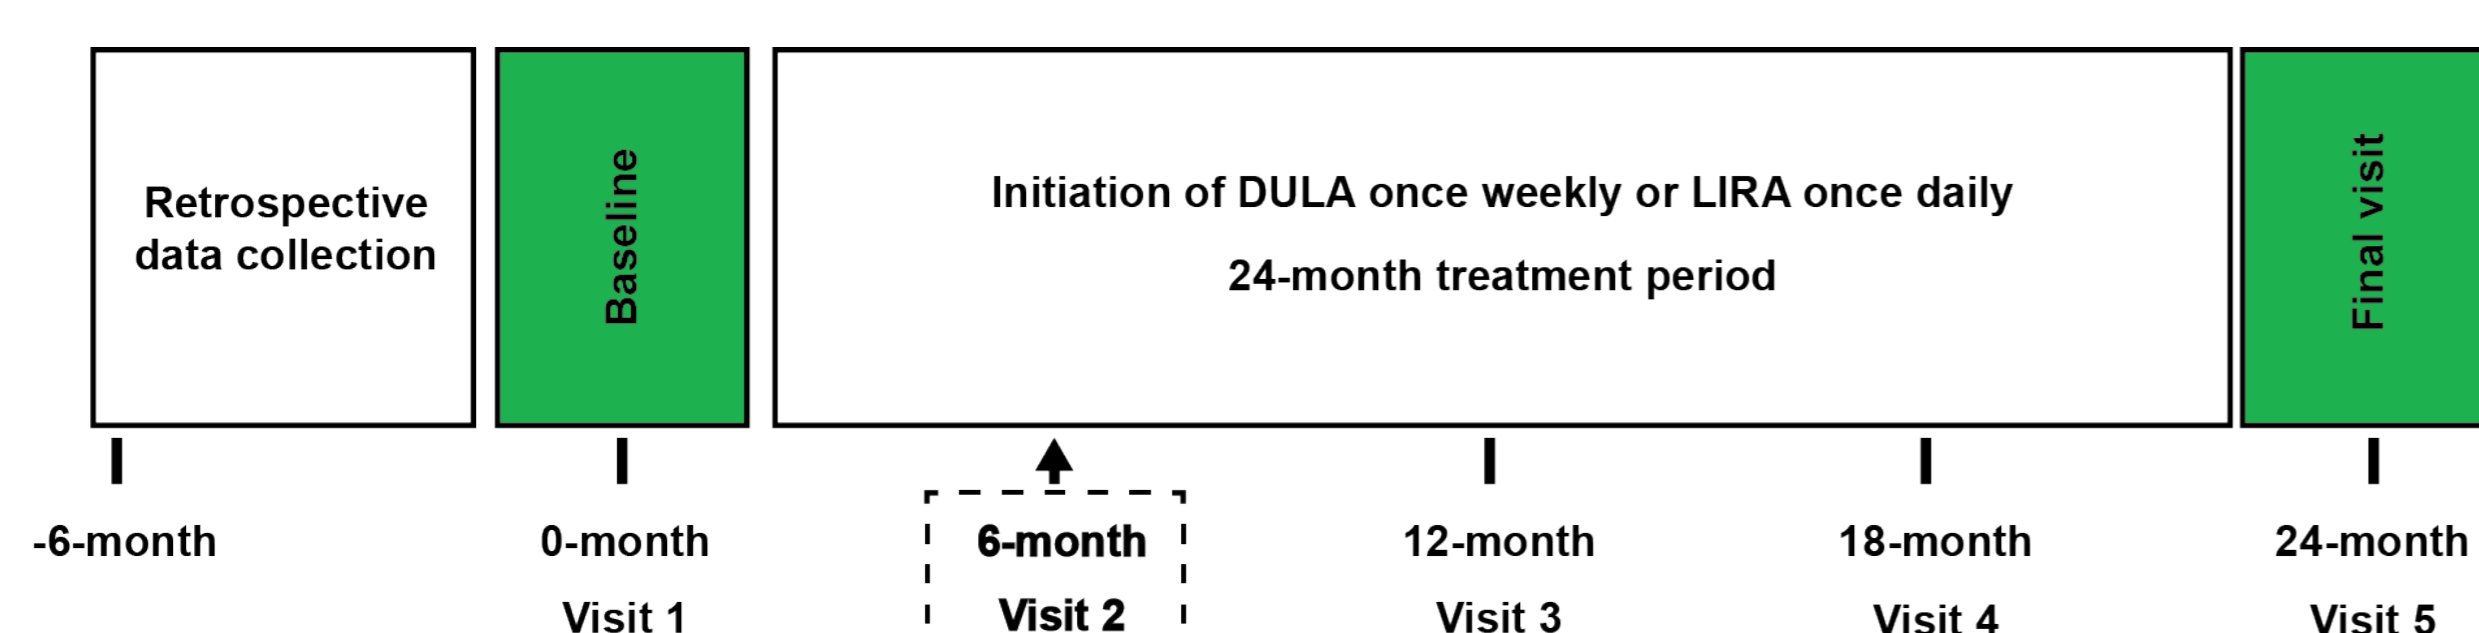 Retrospective
data collection
Baseline
Initiation of DULA once weekly or LIRA once daily
24-month treatment period
Final visit
-6-month
0-month
6-month
12-month
18-month
24-month
Visit 1
Visit 2
Visit 3
Visit 4
Visit 5